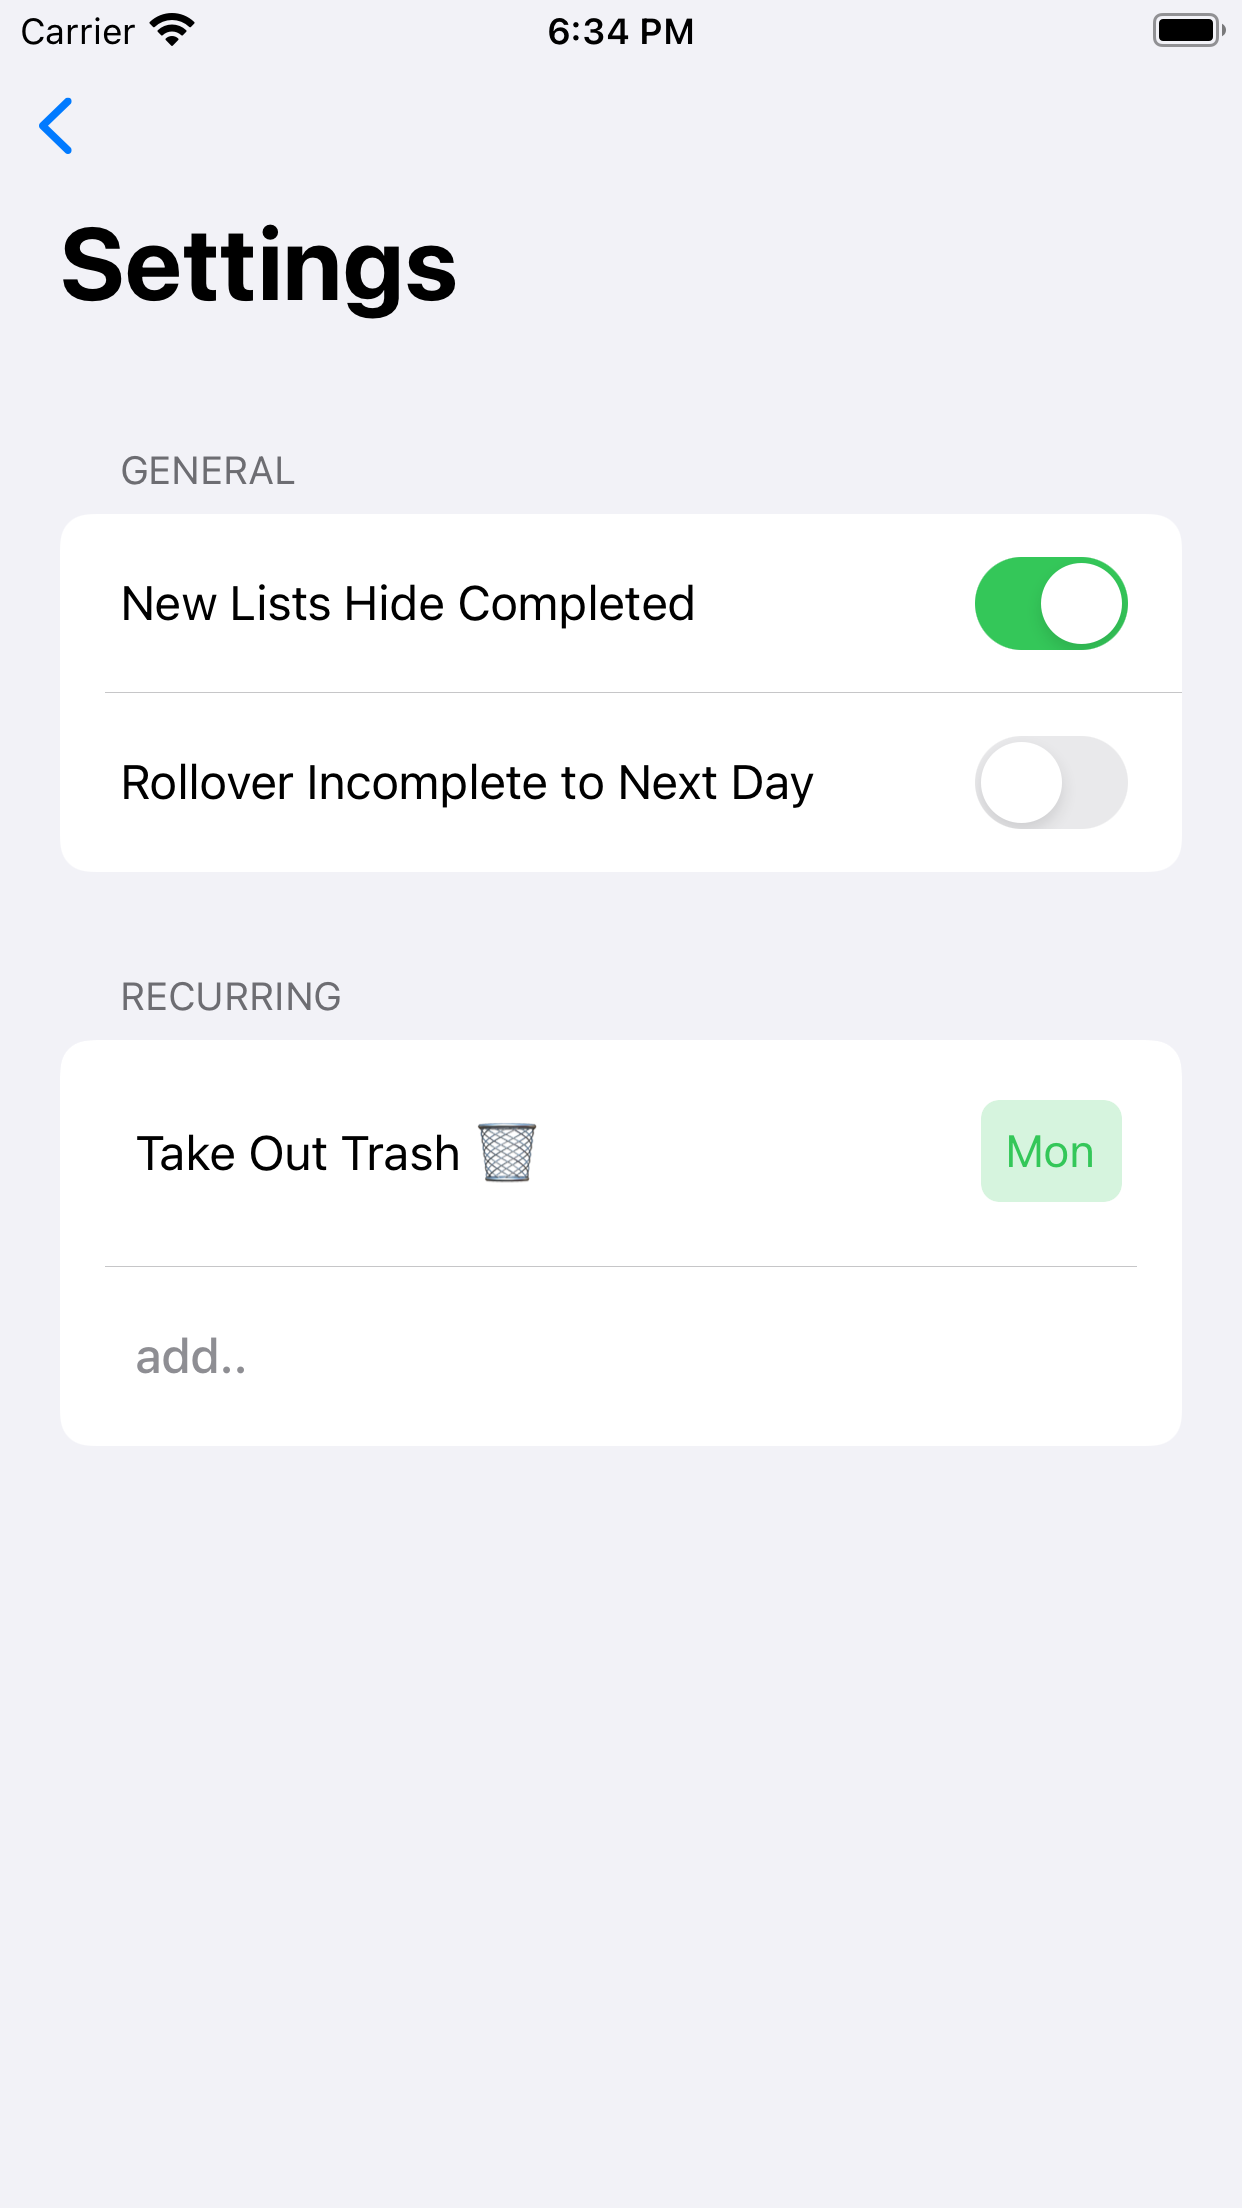 Carrier
6:34 PM
Settings
GENERAL
New Lists Hide Completed
Rollover Incomplete to Next Day
RECURRING
Take Out Trash 🗑️
Mon
add..